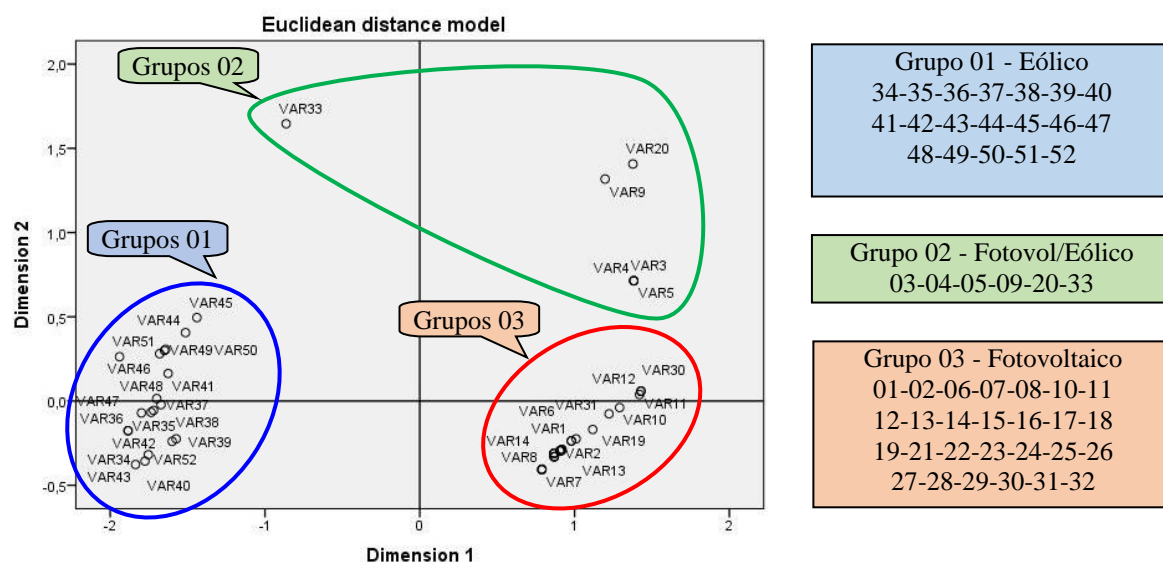 Euclidean distance model
Grupos 02
Grupos 01
Grupos 03
Dimension 2
2,0
1,5
1,0
0,5
0,0
-0,5
-2
-1
0
1
2
Dimension 1
VAR33
VAR20
VAR9
VAR4 VAR3
VAR5
VAR45
VAR44
VAR51
VAR49 VAR50
VAR46
VAR48 VAR41
VAR47
VAR37
VAR36
VAR35 VAR38
VAR42 VAR39
VAR34 VAR52
VAR43
VAR40
VAR12 VAR30
VAR6 VAR31 VAR11
VAR1 VAR10
VAR14 VAR19
VAR8 VAR2
VAR7 VAR13
Grupo 01 - Eólico
34-35-36-37-38-39-40
41-42-43-44-45-46-47
48-49-50-51-52
Grupo 02 - Fotovol/Eólico
03-04-05-09-20-33
Grupo 03 - Fotovoltaico
01-02-06-07-08-10-11
12-13-14-15-16-17-18
19-21-22-23-24-25-26
27-28-29-30-31-32